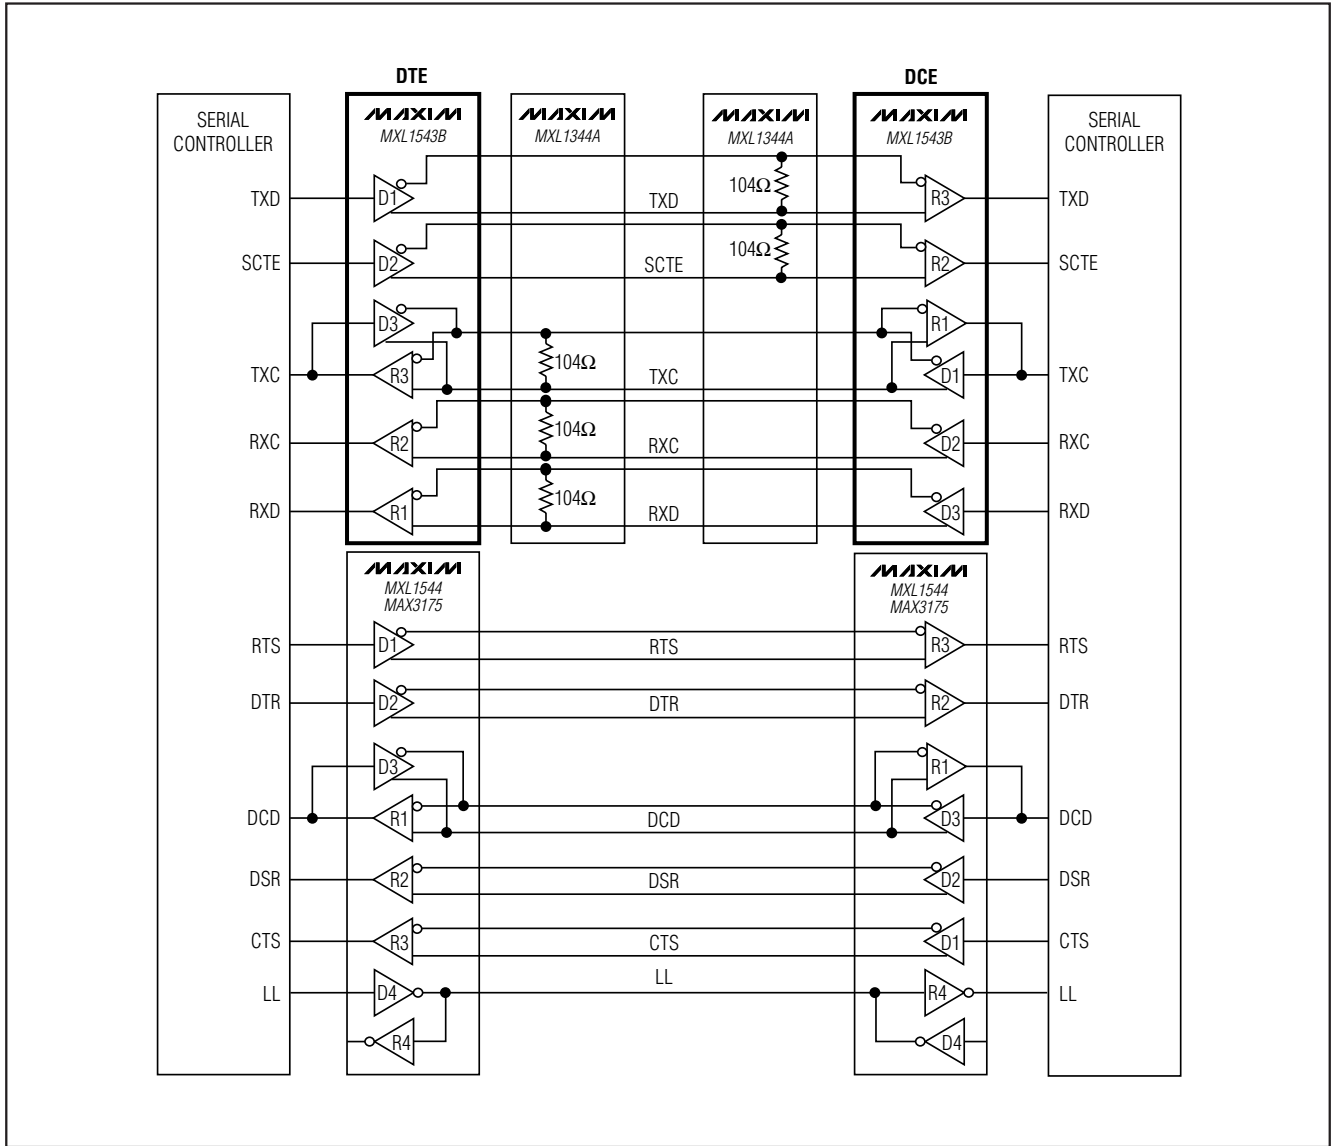 DTE
DCE
SERIAL
CONTROLLER
MAXIM
MXL1543B
MAXIM
MXL1344A
MAXIM
MXL1344A
MAXIM
MXL1543B
SERIAL
CONTROLLER
TXD
D1
TXD
104Ω
R3
TXD
SCTE
D2
SCTE
104Ω
R2
SCTE
D3
R1
TXC
R3
104Ω
TXC
D1
TXC
RXC
R2
104Ω
RXC
D2
RXC
RXD
R1
104Ω
RXD
D3
RXD
MAXIM
MXL1544
MAX3175
MAXIM
MXL1544
MAX3175
RTS
D1
RTS
R3
RTS
DTR
D2
DTR
R2
DTR
D3
R1
DCD
R1
DCD
D3
DCD
DSR
R2
DSR
D2
DSR
CTS
R3
CTS
D1
CTS
LL
D4
LL
R4
LL
R4
D4